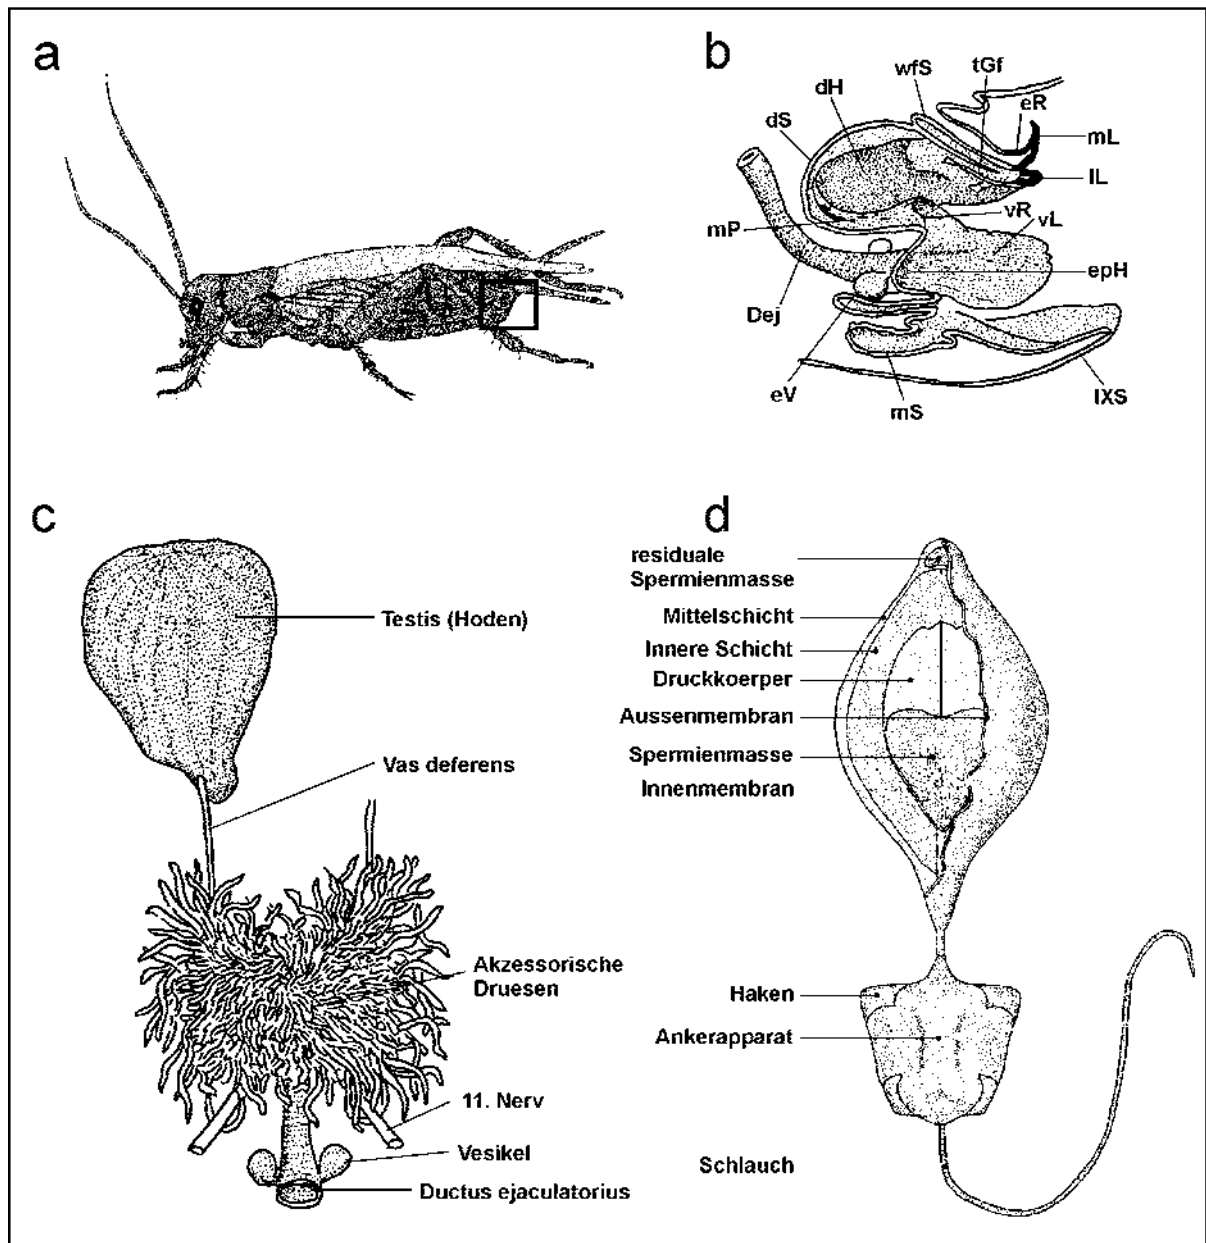 a
b
wfS
tGf
dH
eR
dS
mL
lL
vR
vL
mP
epH
Dej
eV
mS
IXS
c
Testis (Hoden)
Vas deferens
Akzessorische
Druesen
11. Nerv
Vesikel
Ductus ejaculatorius
d
residuale
Spermienmasse
Mittelschicht
Innere Schicht
Druckkoerper
Aussenmembran
Spermienmasse
Innenmembran
Haken
Ankerapparat
Schlauch